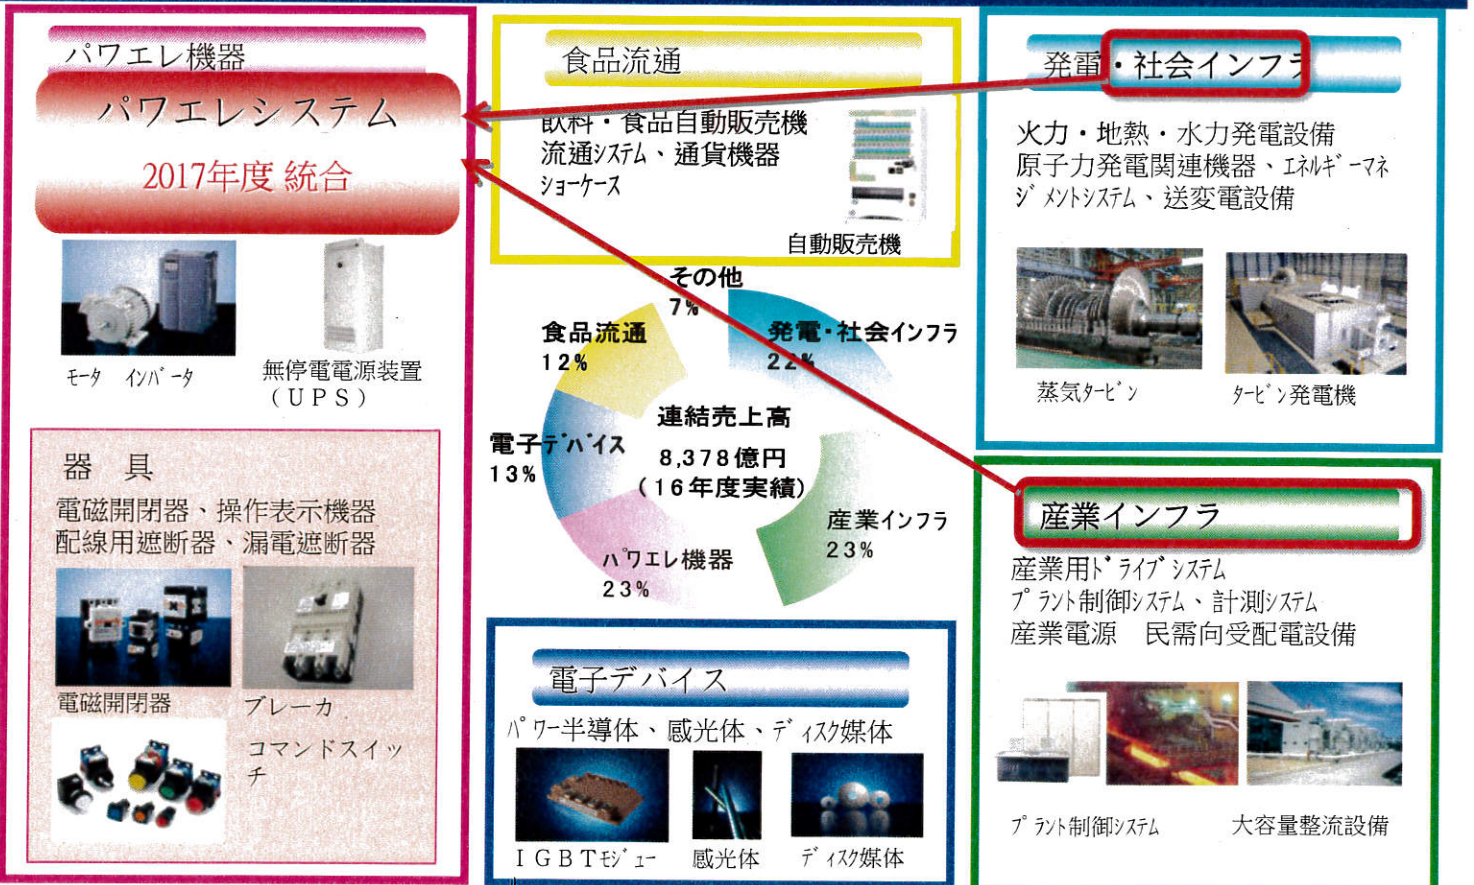 パワエレ機器
パワエレシステム
2017年度 統合
モータ インバータ
無停電電源装置
（ＵＰＳ）
器 具
電磁開閉器、操作表示機器
配線用遮断器、漏電遮断器
電磁開閉器
ブレーカ
コマンドスイッ
チ
食品流通
飲料・食品自動販売機
流通システム、通貨機器
ショーケース
自動販売機
その他
7%
食品流通
12%
発電・社会インフラ
22%
電子デバイス
13%
連結売上高
8,378億円
(16年度実績)
パワエレ機器
23%
産業インフラ
23%
電子デバイス
パワー半導体、感光体、ディスク媒体
ＩＧＢＴモジュー
感光体
ディスク媒体
発電・社会インフラ
火力・地熱・水力発電設備
原子力発電関連機器、エネルギーマネ
ジメントシステム、送変電設備
蒸気タービン
タービン発電機
産業インフラ
産業用ドライブシステム
プラント制御システム、計測システム
産業電源 民需向受配電設備
プラント制御システム
大容量整流設備